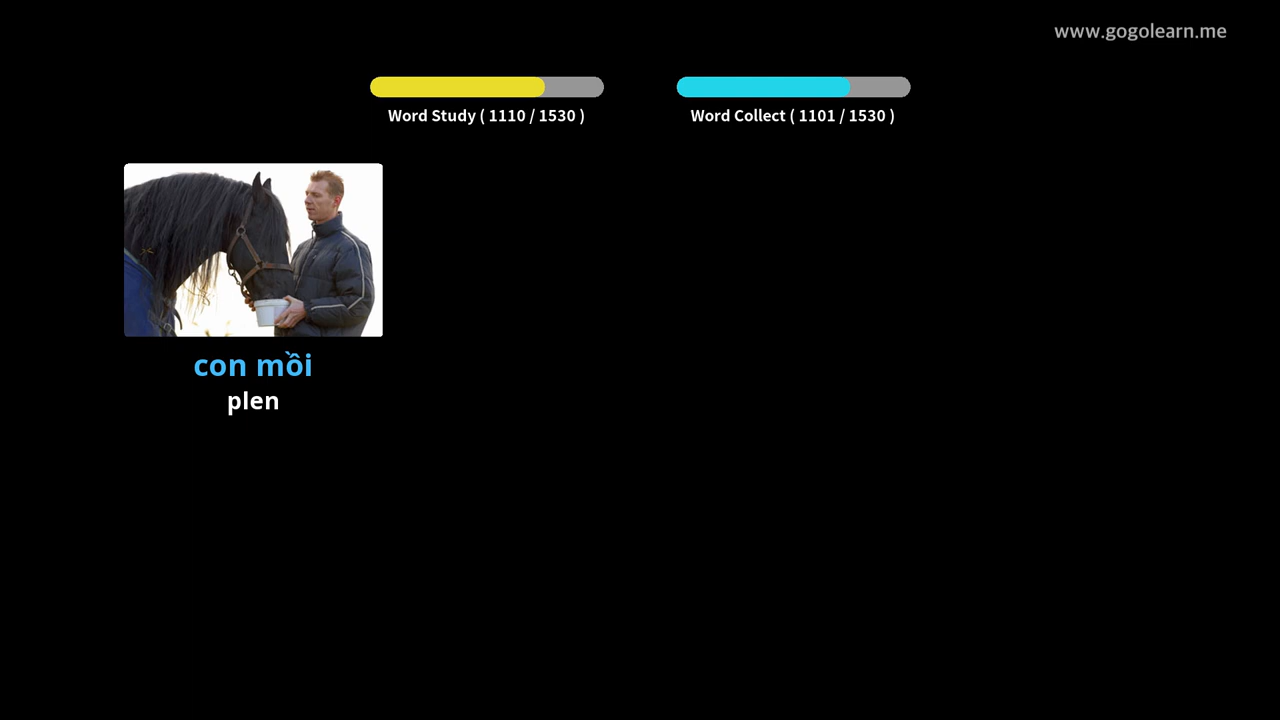 www.gogolearn.me
Word Study ( 1110 / 1530 )
Word Collect ( 1101 / 1530 )
con mồi
plen